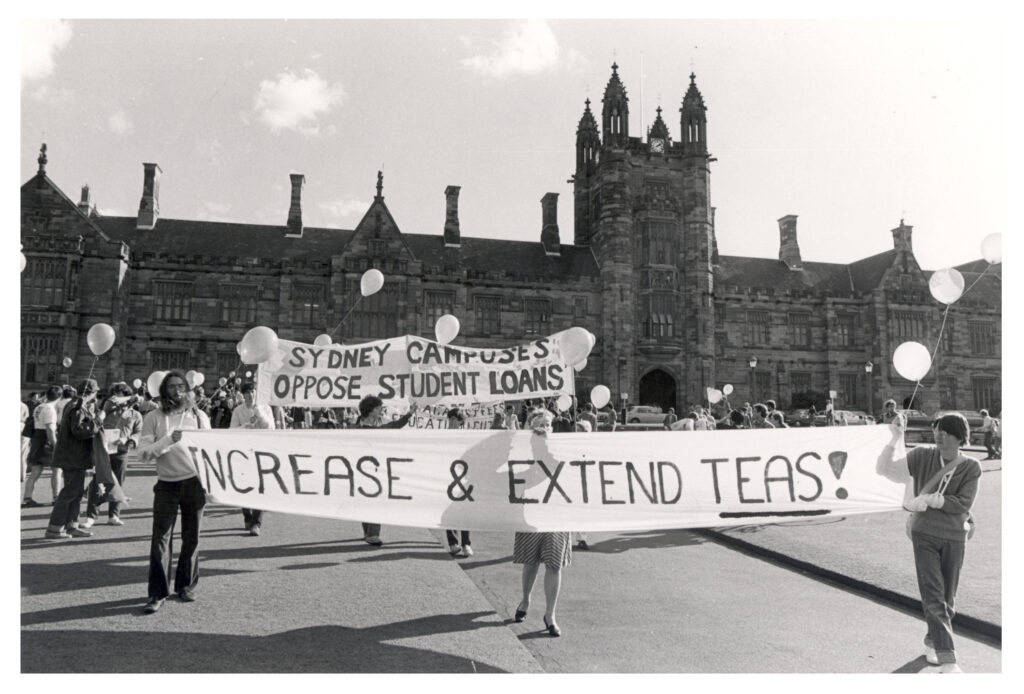 SYDNEY CAMPUSES
OPPOSE STUDENT LOANS
INCREASE & EXTEND TEAS!